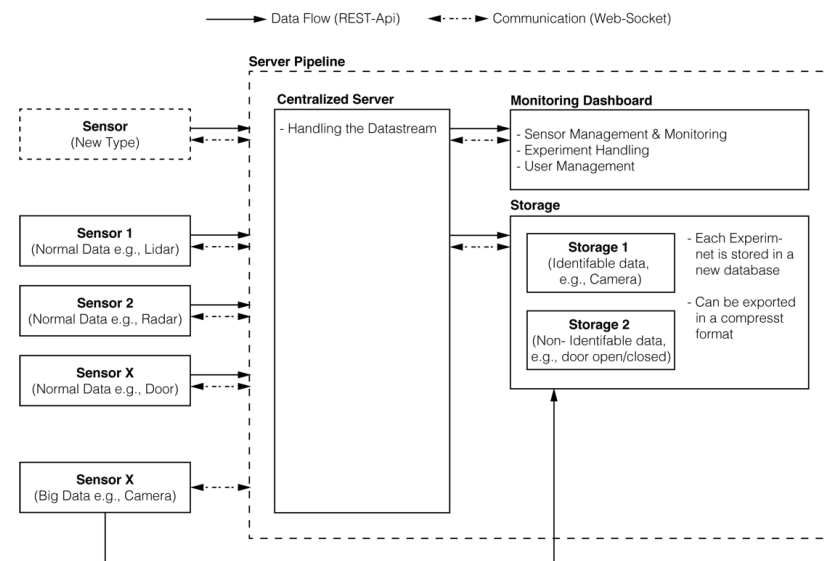 Data Flow (REST-Api)
Communication (Web-Socket)
Server Pipeline
Sensor
(New Type)
Sensor 1
(Normal Data e.g., Lidar)
Sensor 2
(Normal Data e.g., Radar)
Sensor X
(Normal Data e.g., Door)
Sensor X
(Big Data e.g., Camera)
Centralized Server
- Handling the Datastream
Monitoring Dashboard
- Sensor Management & Monitoring
- Experiment Handling
- User Management
Storage
Storage 1
(Identifable data,
e.g., Camera)
Storage 2
(Non- Identifable data,
e.g., door open/closed)
- Each Experim-
net is stored in a
new database
- Can be exported
in a compresst
format